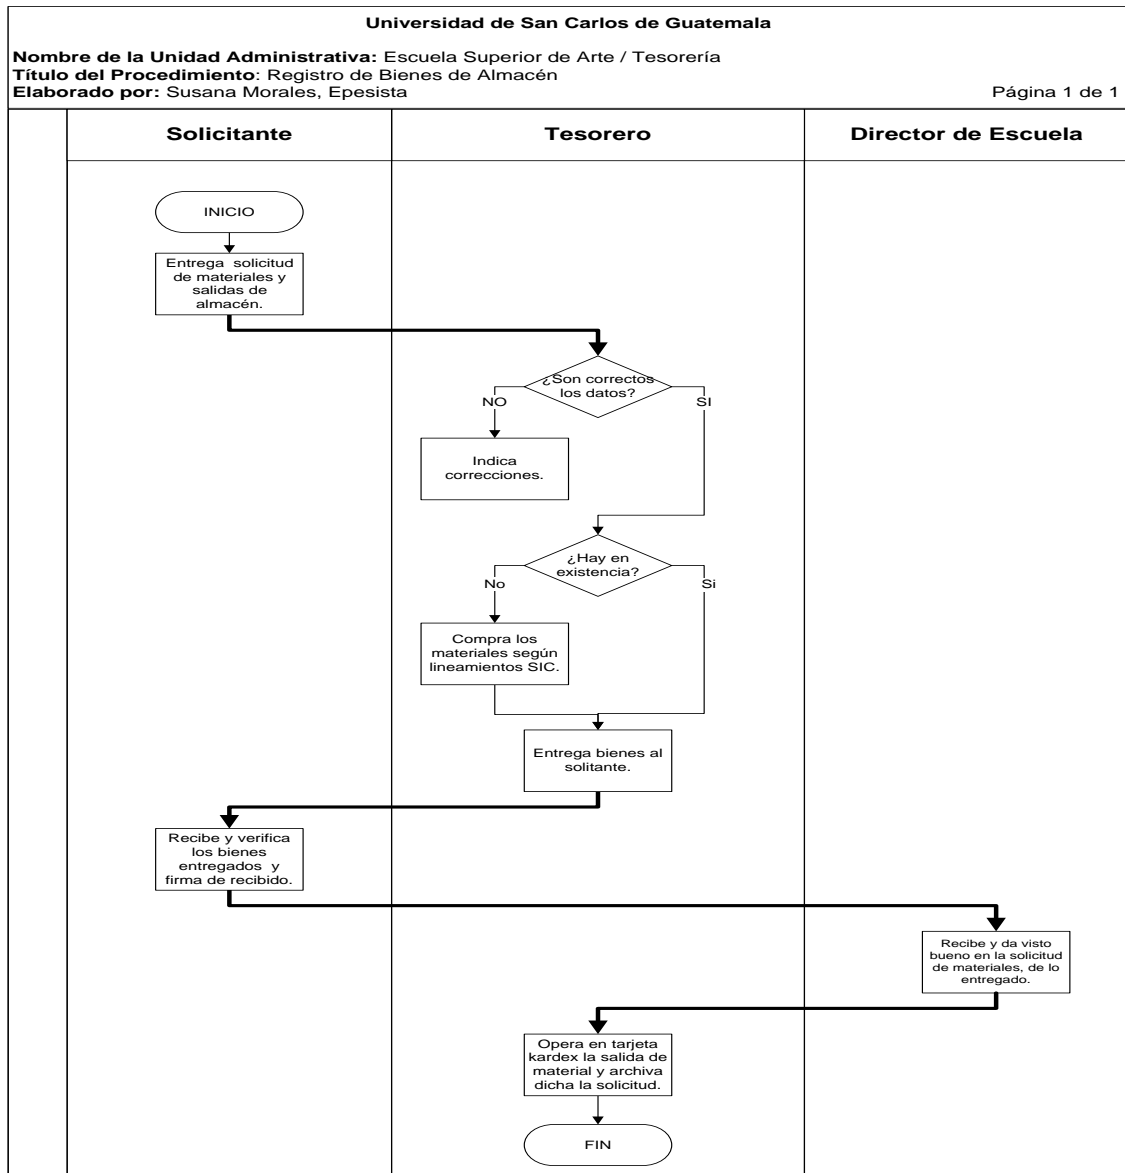 Universidad de San Carlos de Guatemala
Nombre de la Unidad Administrativa: Escuela Superior de Arte / Tesorería
Título del Procedimiento: Registro de Bienes de Almacén
Elaborado por: Susana Morales, Epesista
Página 1 de 1
Solicitante
Tesorero
Director de Escuela
INICIO
Entrega solicitud
de materiales y
salidas de
almacén.
¿Son correctos
los datos?
NO
SI
Indica
correcciones.
¿Hay en
existencia?
No
Si
Compra los
materiales según
lineamientos SIC.
Entrega bienes al
solitante.
Recibe y verifica
los bienes
entregados y
firma de recibido.
Recibe y da visto
bueno en la solicitud
de materiales, de lo
entregado.
Opera en tarjeta
kardex la salida de
material y archiva
dicha la solicitud.
FIN